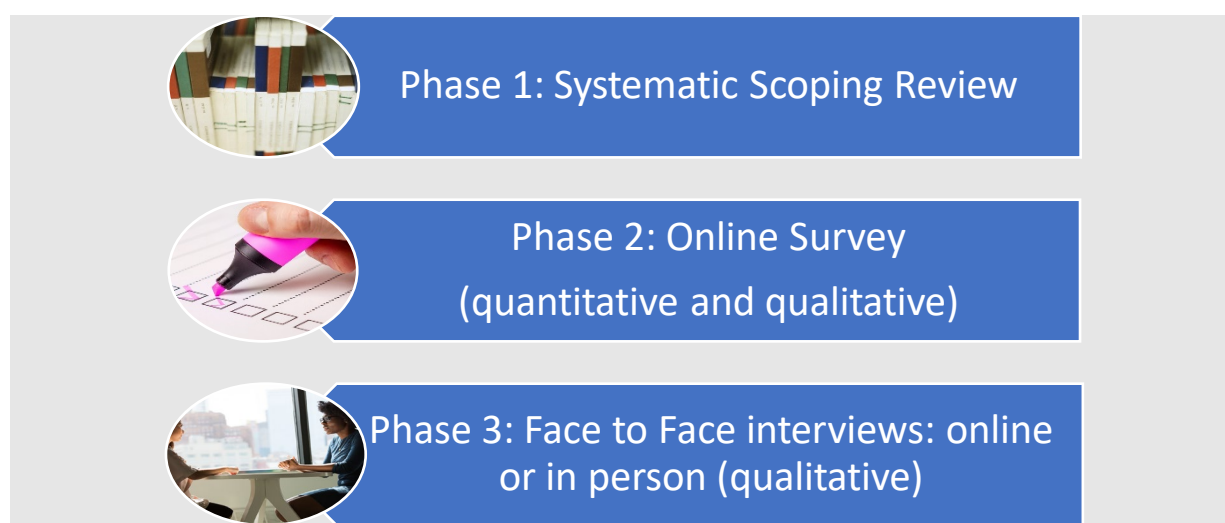 Phase 1: Systematic Scoping Review
Phase 2: Online Survey
(quantitative and qualitative)
Phase 3: Face to Face interviews: online
or in person (qualitative)